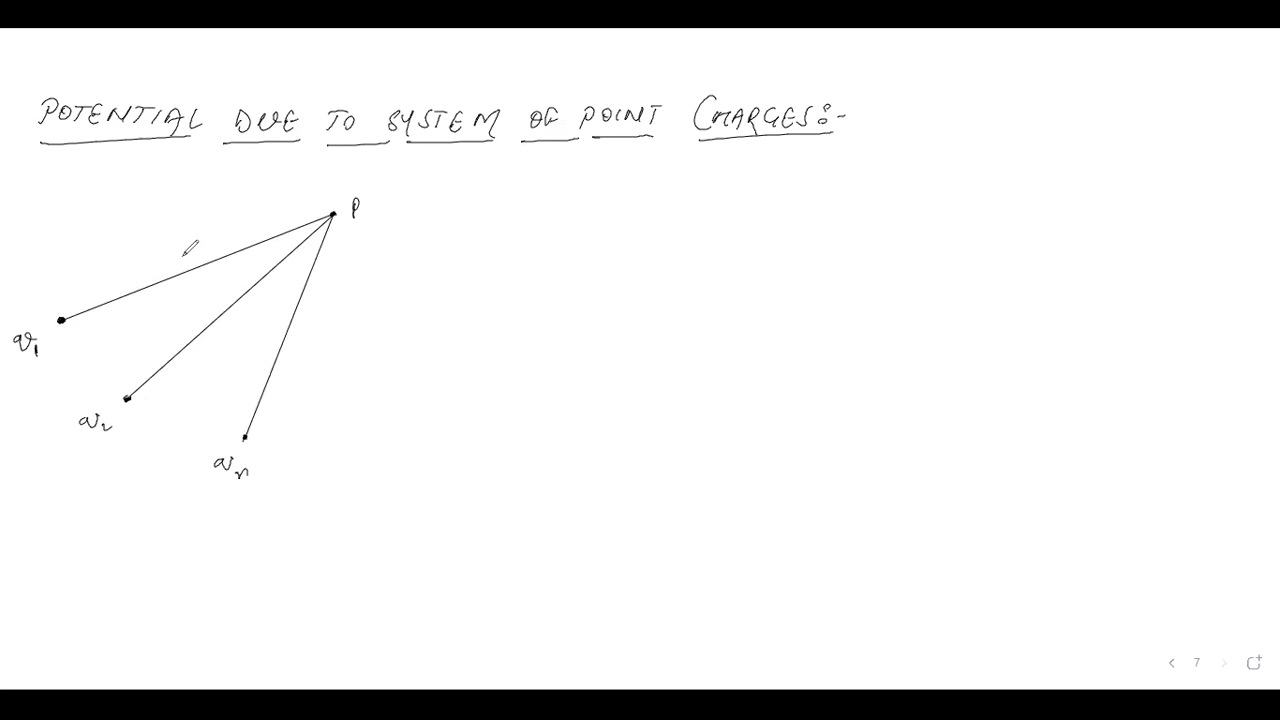 POTENTIAL DUE TO SYSTEM OF POINT CHARGES:-
P
q1
q2
qn
7